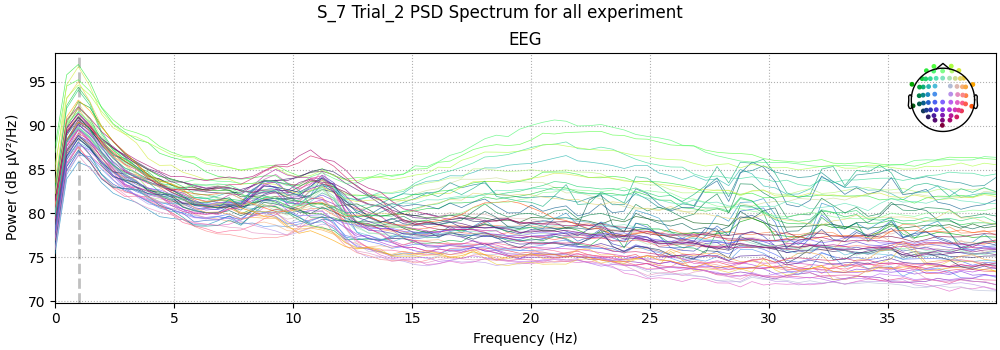 S_7 Trial_2 PSD Spectrum for all experiment
EEG
Power (dB µV²/Hz)
95
90
85
80
75
70
0 5 10 15 20 25 30 35
Frequency (Hz)